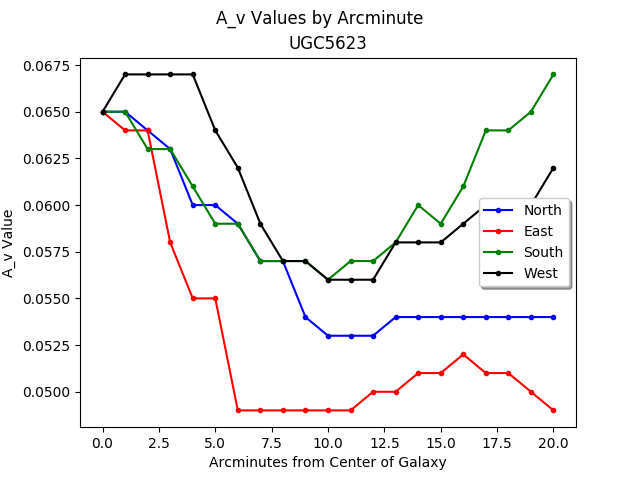 A_v Values by Arcminute
UGC5623
A_v Value
0.0675
0.0650
0.0625
0.0600
0.0575
0.0550
0.0525
0.0500
North
East
South
West
0.0 2.5 5.0 7.5 10.0 12.5 15.0 17.5 20.0
Arcminutes from Center of Galaxy